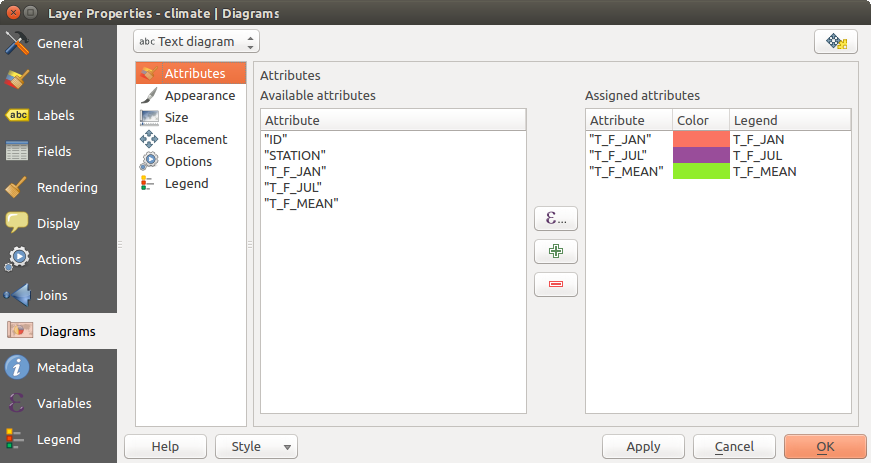 Layer Properties - climate | Diagrams
General
Style
abc Labels
Fields
Rendering
Display
Actions
Joins
Diagrams
Metadata
Variables
Legend
abc Text diagram
Attributes
Appearance
Size
Placement
Options
Legend
Attributes
Available attributes
Attribute
"ID"
"STATION"
"T_F_JAN"
"T_F_JUL"
"T_F_MEAN"
ε...
Assigned attributes
Attribute Color Legend
"T_F_JAN" T_F_JAN
"T_F_JUL" T_F_JUL
"T_F_MEAN" T_F_MEAN
Help
Style
Apply
Cancel
OK